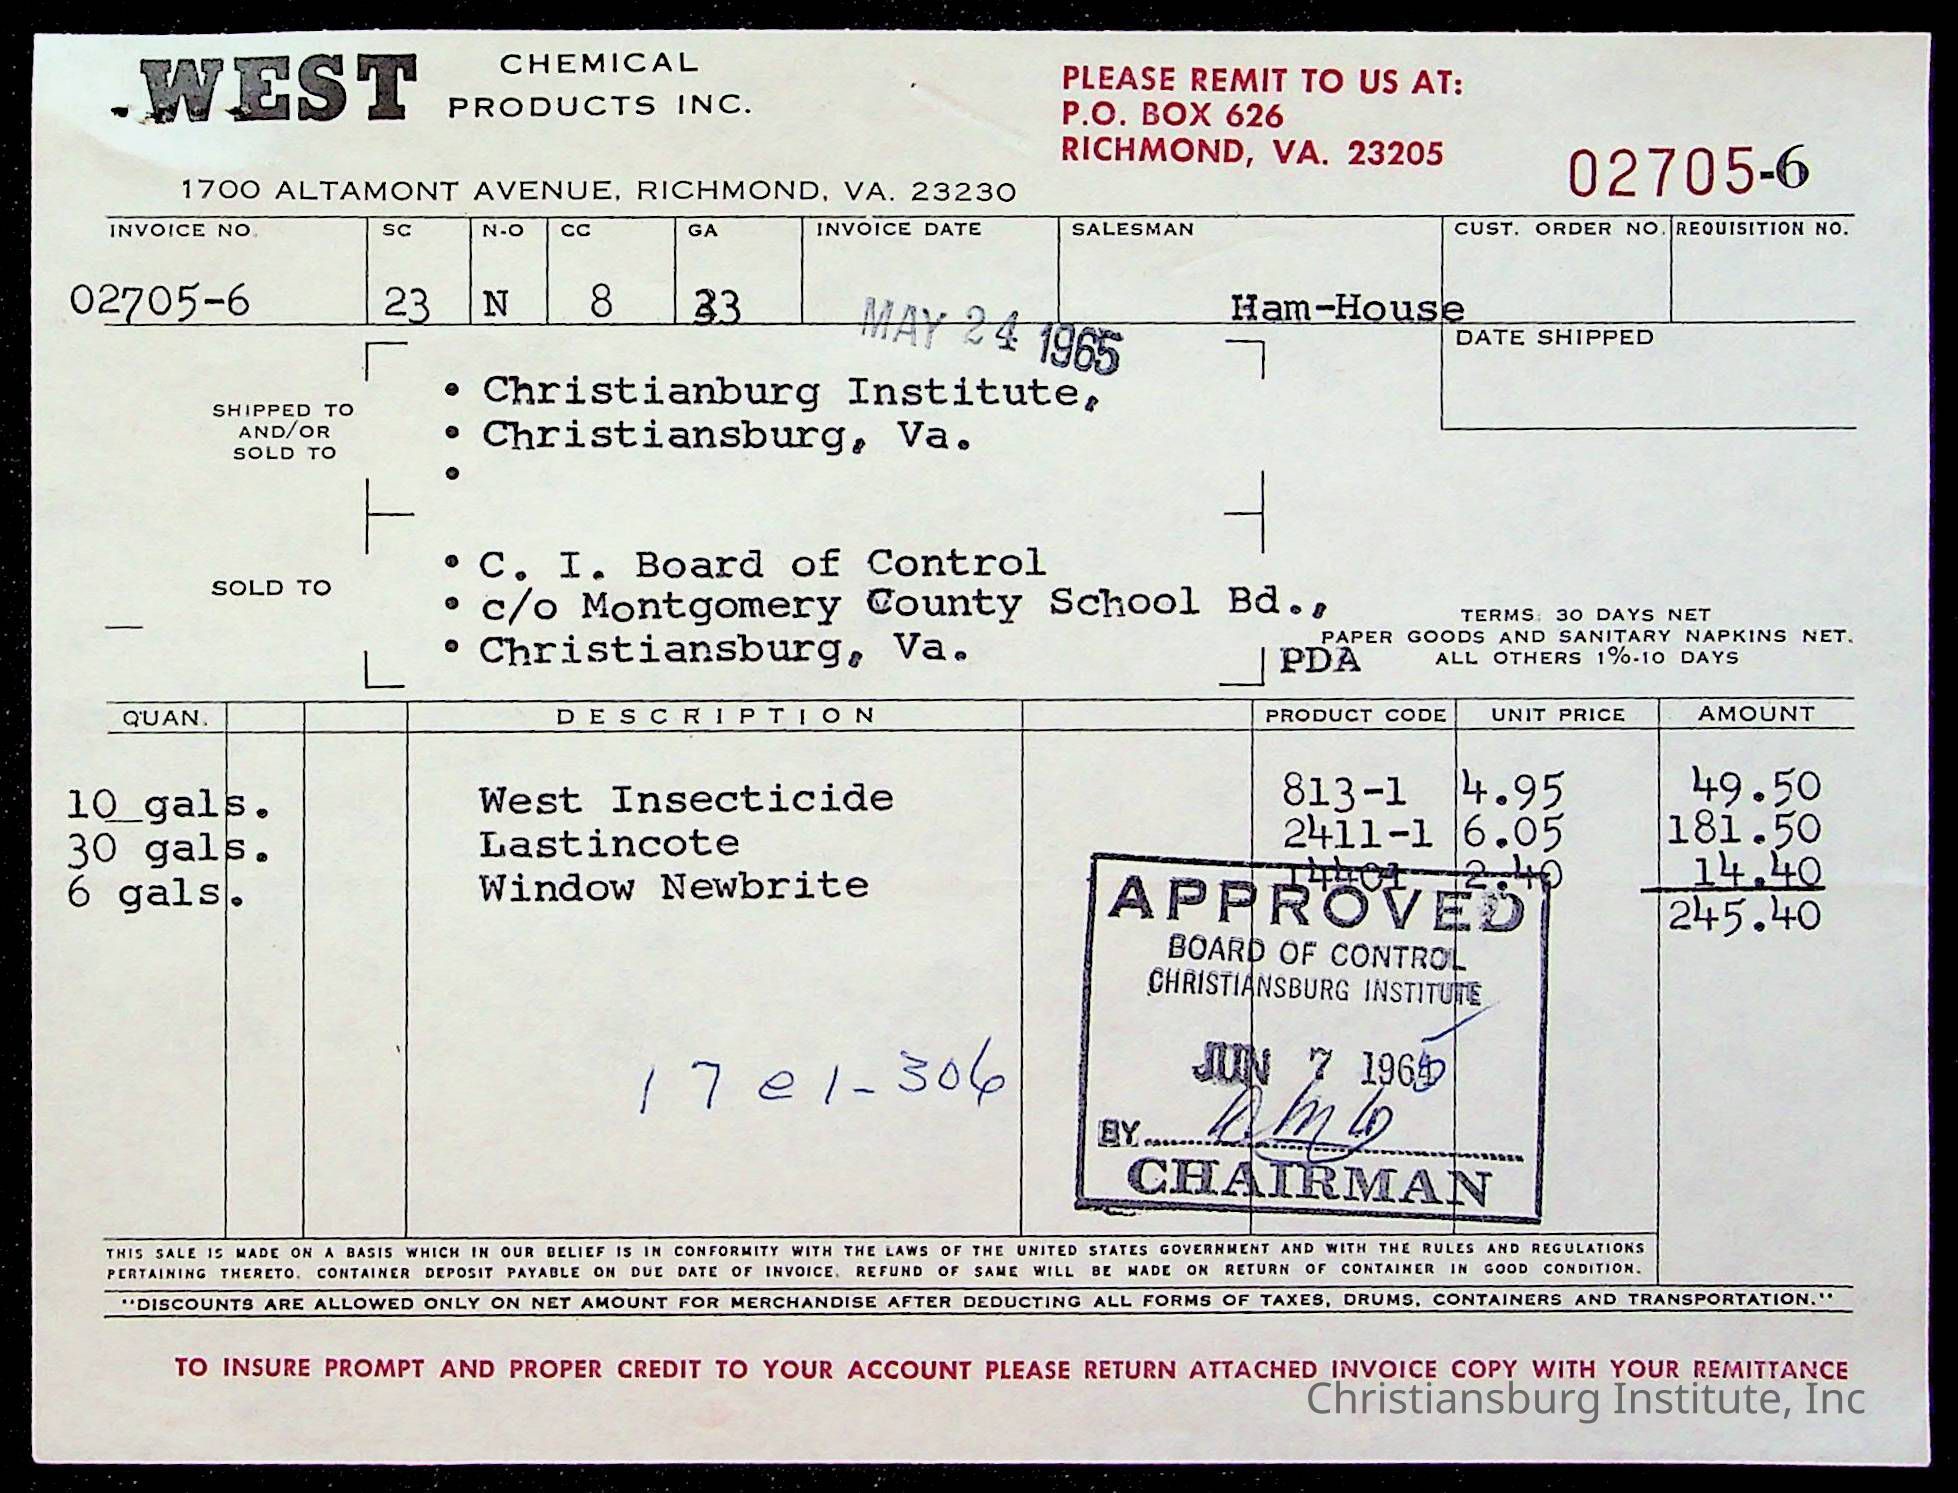 WEST CHEMICAL
PRODUCTS INC.
1700 ALTAMONT AVENUE, RICHMOND, VA. 23230
PLEASE REMIT TO US AT:
P.O. BOX 626
RICHMOND, VA. 23205
02705-6
INVOICE NO. SC N-O CC GA INVOICE DATE SALESMAN CUST. ORDER NO. REQUISITION NO.
02705-6 23 N 8 33 MAY 24 1965 Ham-House
DATE SHIPPED
SHIPPED TO
AND/OR
SOLD TO
• Christianburg Institute,
• Christiansburg, Va.
•
SOLD TO
• C. I. Board of Control
• c/o Montgomery County School Bd.,
• Christiansburg, Va.
PDA
TERMS: 30 DAYS NET
PAPER GOODS AND SANITARY NAPKINS NET.
ALL OTHERS 1%-10 DAYS
QUAN. DESCRIPTION PRODUCT CODE UNIT PRICE AMOUNT
10 gals. West Insecticide 813-1 4.95 49.50
30 gals. Lastincote 2411-1 6.05 181.50
6 gals. Window Newbrite 14401 2.40 14.40
245.40
APPROVED
BOARD OF CONTROL
CHRISTIANSBURG INSTITUTE
JUN 7 1965
BY
CHAIRMAN
17e1-306
THIS SALE IS MADE ON A BASIS WHICH IN OUR BELIEF IS IN CONFORMITY WITH THE LAWS OF THE UNITED STATES GOVERNMENT AND WITH THE RULES AND REGULATIONS
PERTAINING THERETO. CONTAINER DEPOSIT PAYABLE ON DUE DATE OF INVOICE. REFUND OF SAME WILL BE MADE ON RETURN OF CONTAINER IN GOOD CONDITION.
"DISCOUNTS ARE ALLOWED ONLY ON NET AMOUNT FOR MERCHANDISE AFTER DEDUCTING ALL FORMS OF TAXES, DRUMS, CONTAINERS AND TRANSPORTATION."
TO INSURE PROMPT AND PROPER CREDIT TO YOUR ACCOUNT PLEASE RETURN ATTACHED INVOICE COPY WITH YOUR REMITTANCE
Christiansburg Institute, Inc